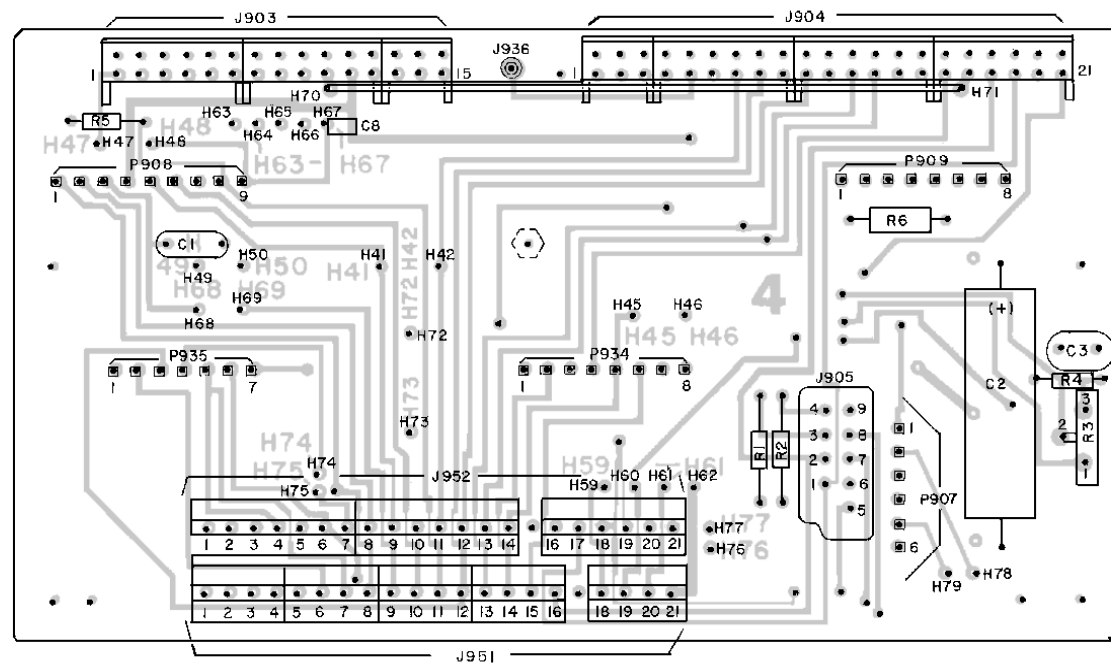 J903
J904
J936
1
15
1
21
H70
H71
H63
H65
H67
R5
H48
H64
H66
C8
H47
H47
H48
H63-
H67
P908
P909
1
9
1
8
R6
C1
H42
H50
H41
H42
49
H50
H41
H49
H68
H69
H69
H72
4
H68
H45
H46
(+)
H72
H45
H46
P935
P934
C3
1
7
1
8
J905
C2
R4
H73
4
9
3
H73
3
8
1
2
R3
H74
R1
R2
2
7
H74
J952
H59
H61
H75
H75
H59
H60
H61
H62
1
6
1
P907
5
H77
H77
1 2 3 4 5 6 7 8 9 10 11 12 13 14 16 17 18 19 20 21
H76
H76
6
H79
H78
1 2 3 4 5 6 7 8 9 10 11 12 13 14 15 16 18 19 20 21
J951